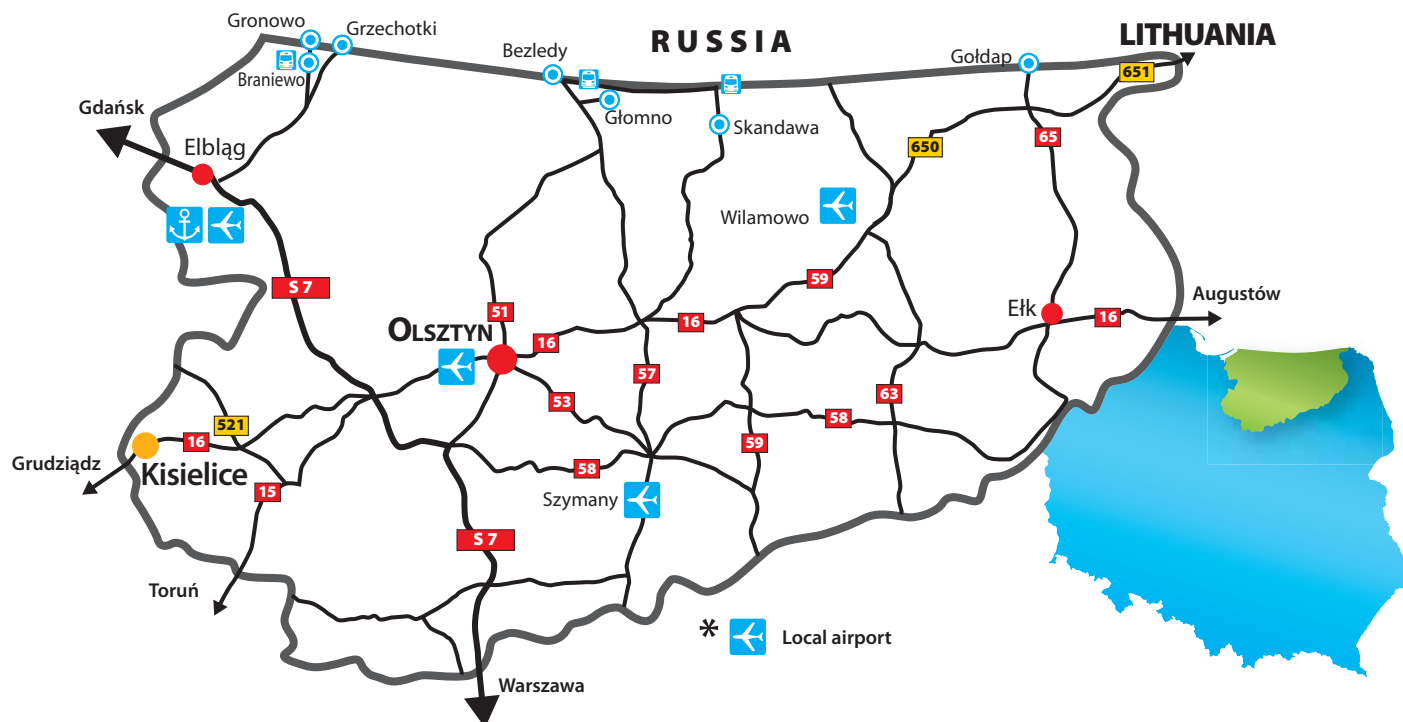 Gronowo
Grzechotki
RUSSIA
LITHUANIA
Bezledy
Gołdap
651
Braniewo
Gdańsk
Głomno
Skandawa
65
Elbląg
650
Wilamowo
S 7
59
Augustów
51
Ełk
16
OLSZTYN
16
16
57
53
63
521
58
16
59
Grudziądz
Kisielice
58
15
Szymany
S 7
Toruń
* Local airport
Warszawa